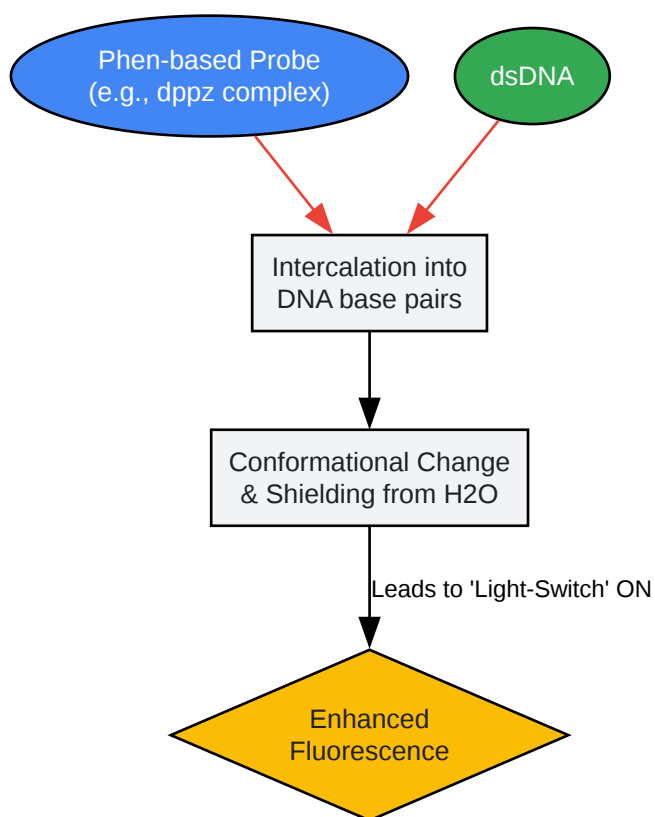 Phen-based Probe
(e.g., dppz complex)
dsDNA
Intercalation into
DNA base pairs
Conformational Change
& Shielding from H2O
Leads to 'Light-Switch' ON
Enhanced
Fluorescence